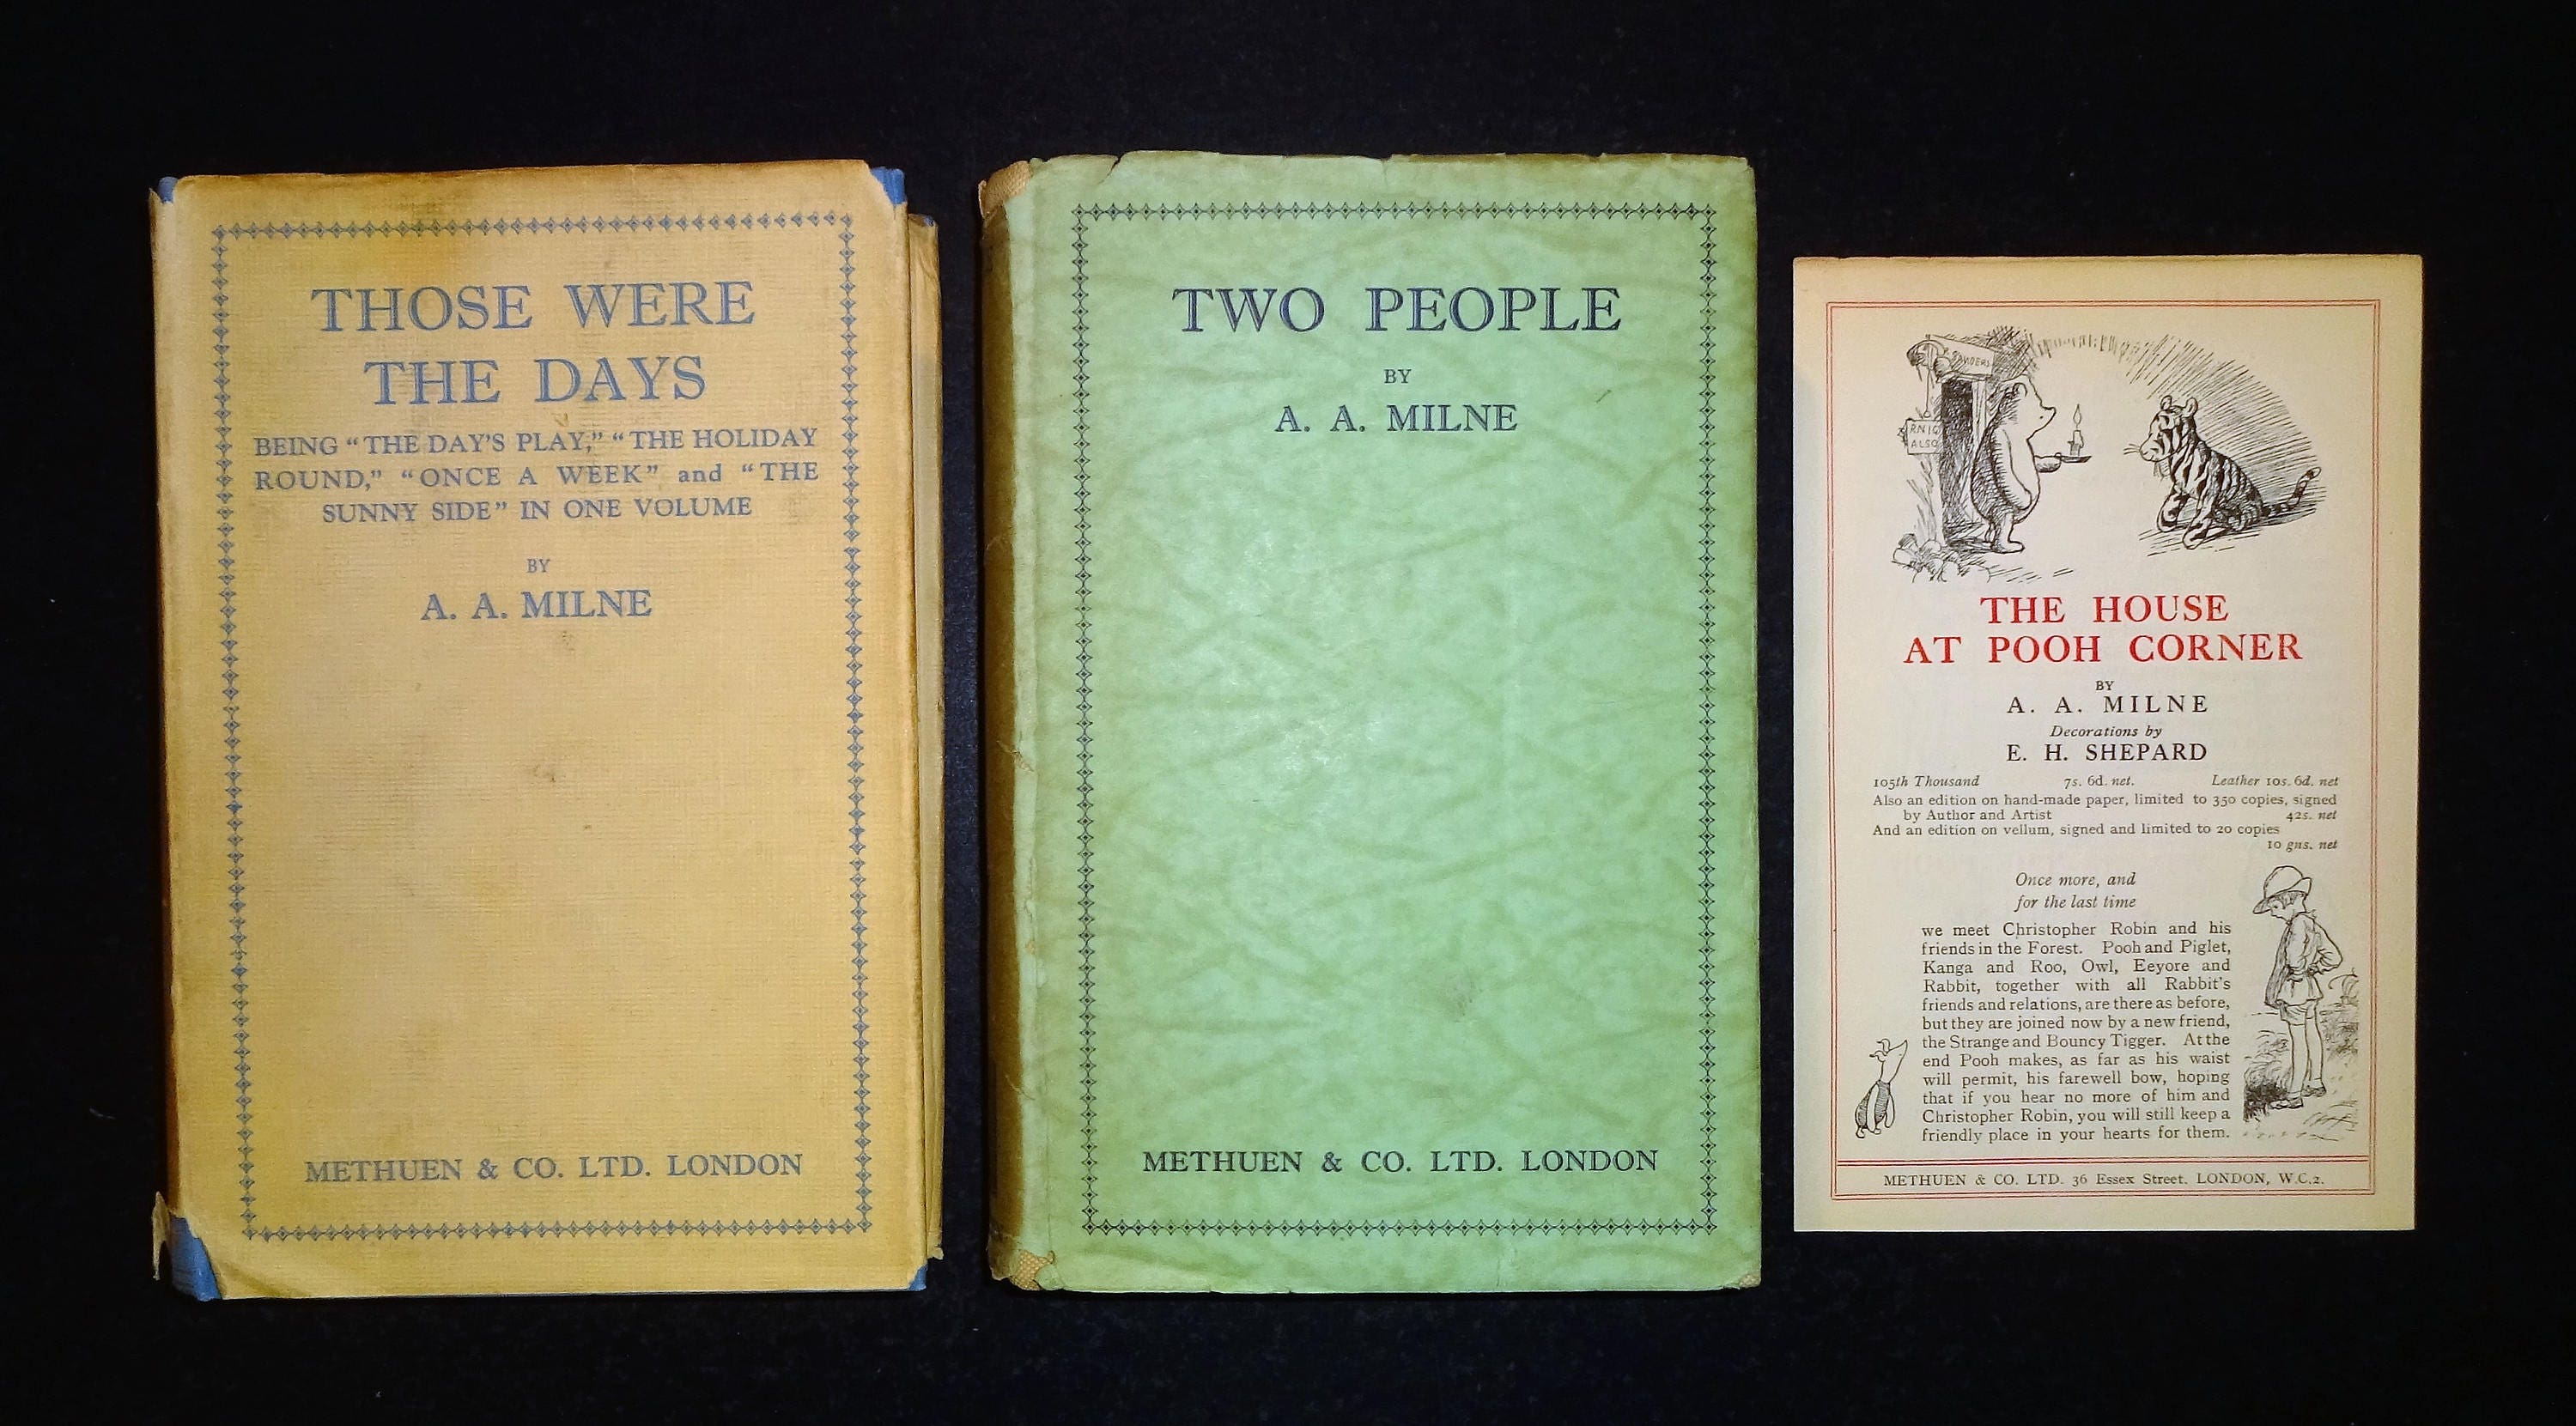 THOSE WERE
THE DAYS
BEING “THE DAY'S PLAY,” “THE HOLIDAY
ROUND,” “ONCE A WEEK” and “THE
SUNNY SIDE” IN ONE VOLUME
BY
A. A. MILNE
METHUEN & CO. LTD. LONDON
TWO PEOPLE
BY
A. A. MILNE
METHUEN & CO. LTD. LONDON
RNIG
ALSO
THE HOUSE
AT POOH CORNER
BY
A. A. MILNE
Decorations by
E. H. SHEPARD
105th Thousand 7s. 6d. net. Leather 10s. 6d. net
Also an edition on hand-made paper, limited to 350 copies, signed
by Author and Artist 42s. net
And an edition on vellum, signed and limited to 20 copies
10 gns. net
Once more, and
for the last time
we meet Christopher Robin and his
friends in the Forest. Pooh and Piglet,
Kanga and Roo, Owl, Eeyore and
Rabbit, together with all Rabbit's
friends and relations, are there as before,
but they are joined now by a new friend,
the Strange and Bouncy Tigger. At the
end Pooh makes, as far as his waist
will permit, his farewell bow, hoping
that if you hear no more of him and
Christopher Robin, you will still keep a
friendly place in your hearts for them.
METHUEN & CO. LTD. 36 Essex Street. LONDON, W.C.2.